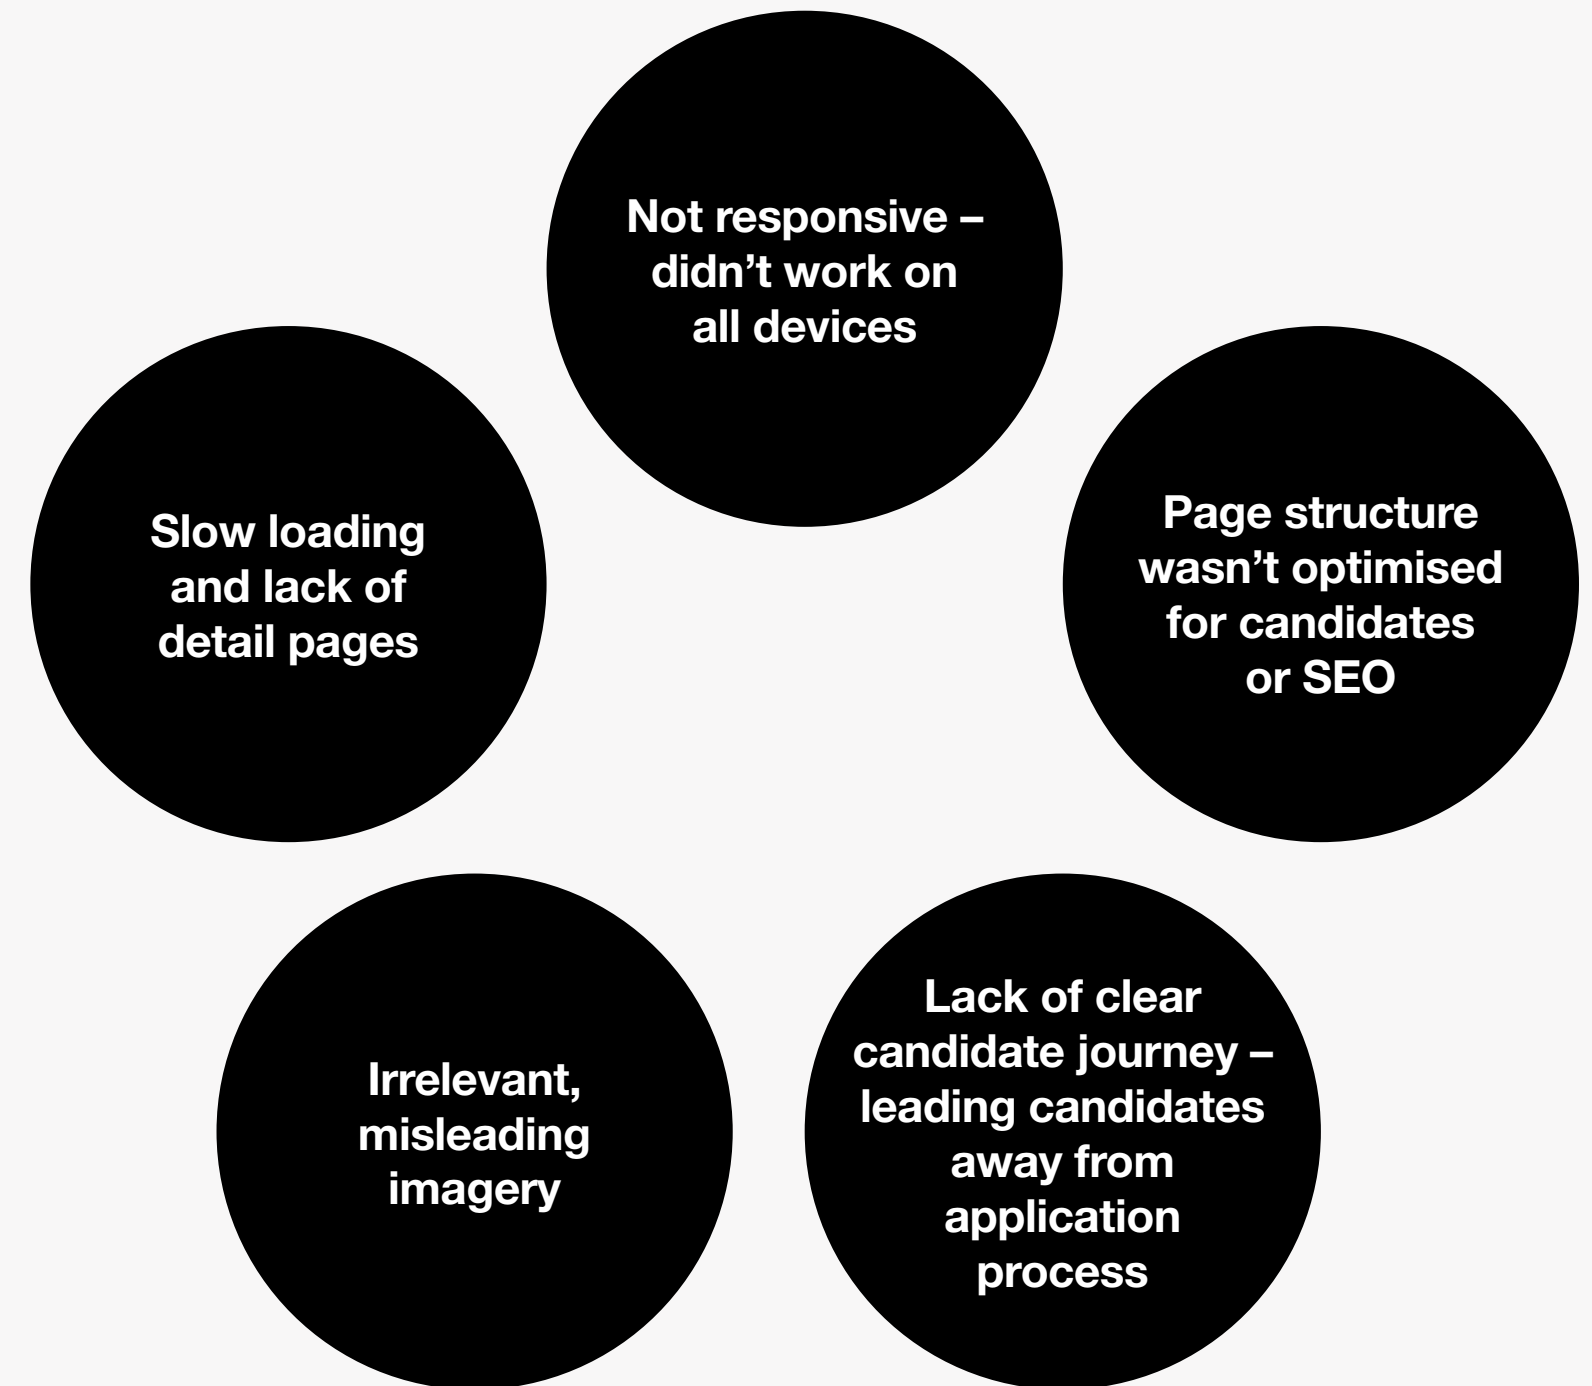 Not responsive –
didn’t work on
all devices
Slow loading
and lack of
detail pages
Page structure
wasn’t optimised
for candidates
or SEO
Irrelevant,
misleading
imagery
Lack of clear
candidate journey –
leading candidates
away from
application
process